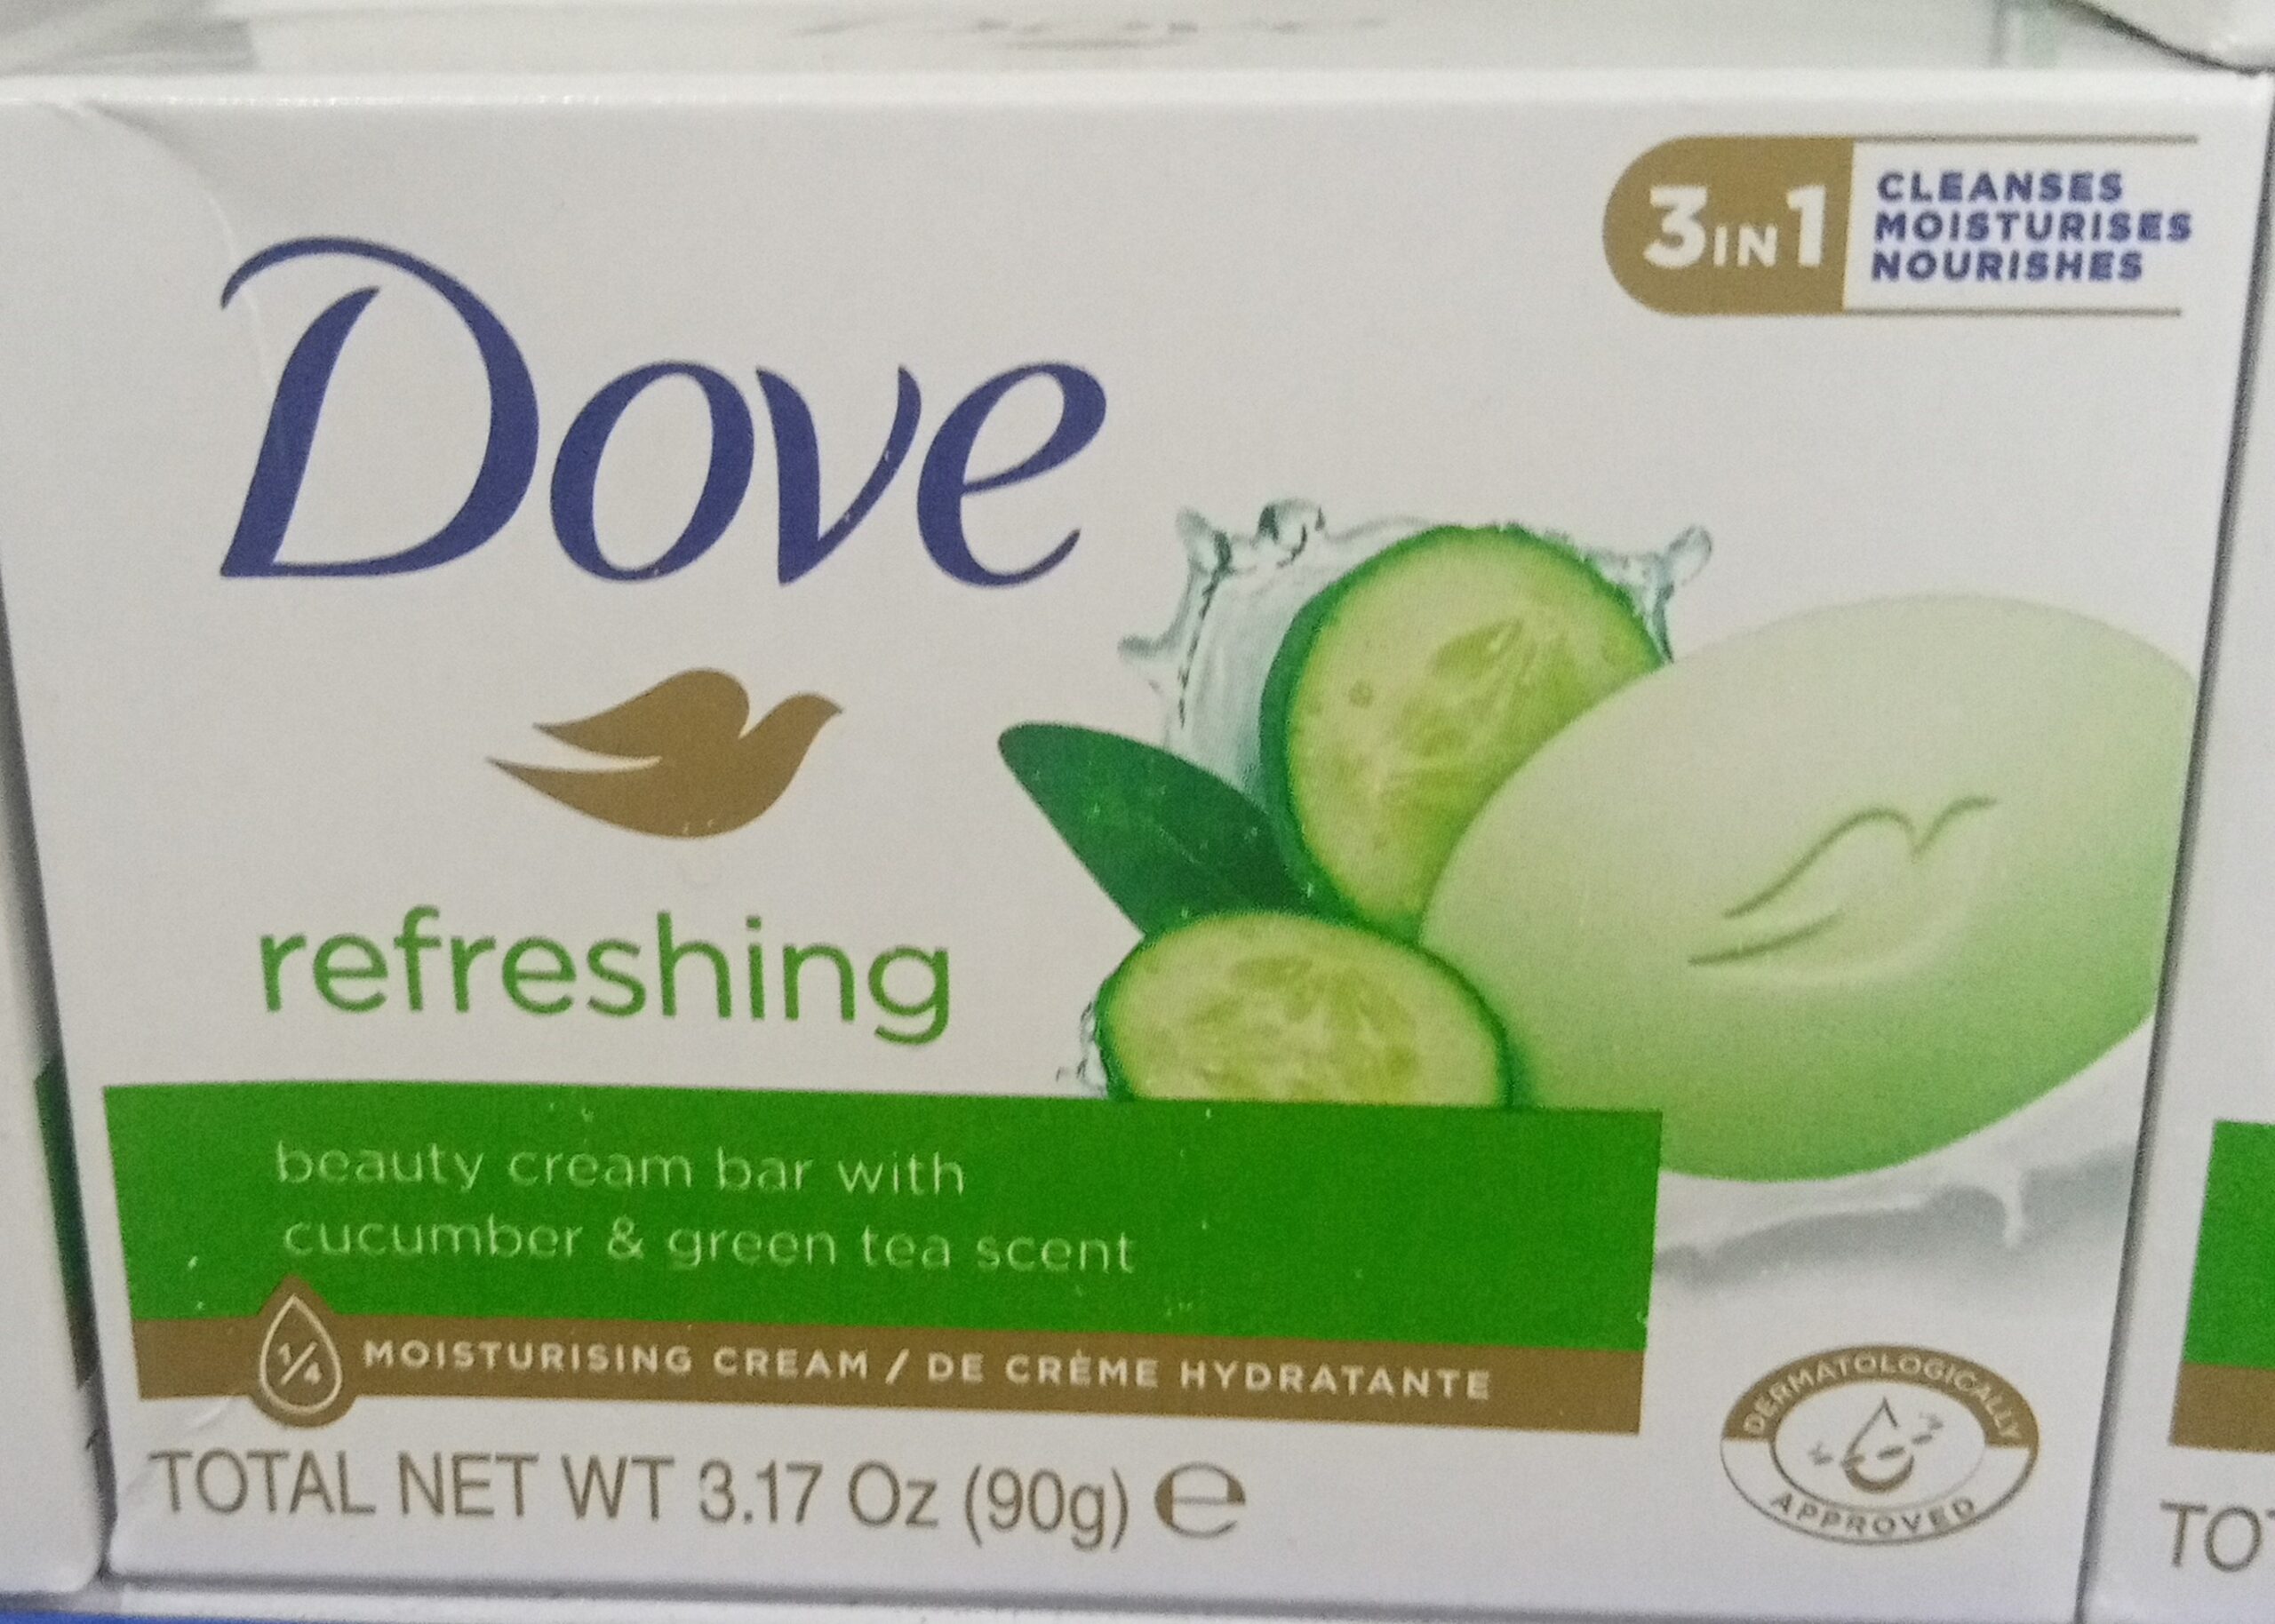 3IN1
CLEANSES
MOISTURISES
NOURISHES
Dove
refreshing
beauty cream bar with
cucumber & green tea scent
1/4 MOISTURISING CREAM / DE CRÈME HYDRATANTE
TOTAL NET WT 3.17 Oz (90g) e
DERMATOLOGICALLY
APPROVED
TO